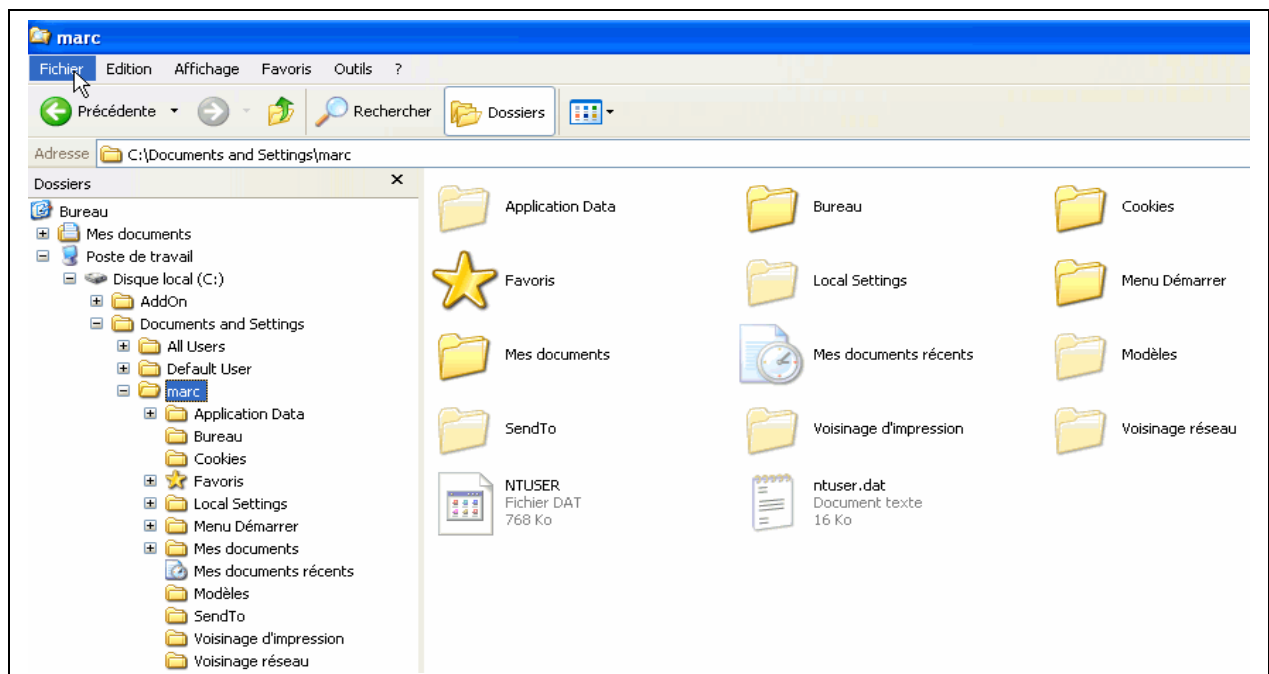 marc
Fichier Edition Affichage Favoris Outils ?
Précédente Rechercher Dossiers
Adresse C:\Documents and Settings\marc
Dossiers
Bureau
Mes documents
Poste de travail
Disque local (C:)
AddOn
Documents and Settings
All Users
Default User
marc
Application Data
Bureau
Cookies
Favoris
Local Settings
Menu Démarrer
Mes documents
Mes documents récents
Modèles
SendTo
Voisinage d'impression
Voisinage réseau
Application Data Bureau Cookies
Favoris Local Settings Menu Démarrer
Mes documents Mes documents récents Modèles
SendTo Voisinage d'impression Voisinage réseau
NTUSER ntuser.dat
Fichier DAT Document texte
768 Ko 16 Ko